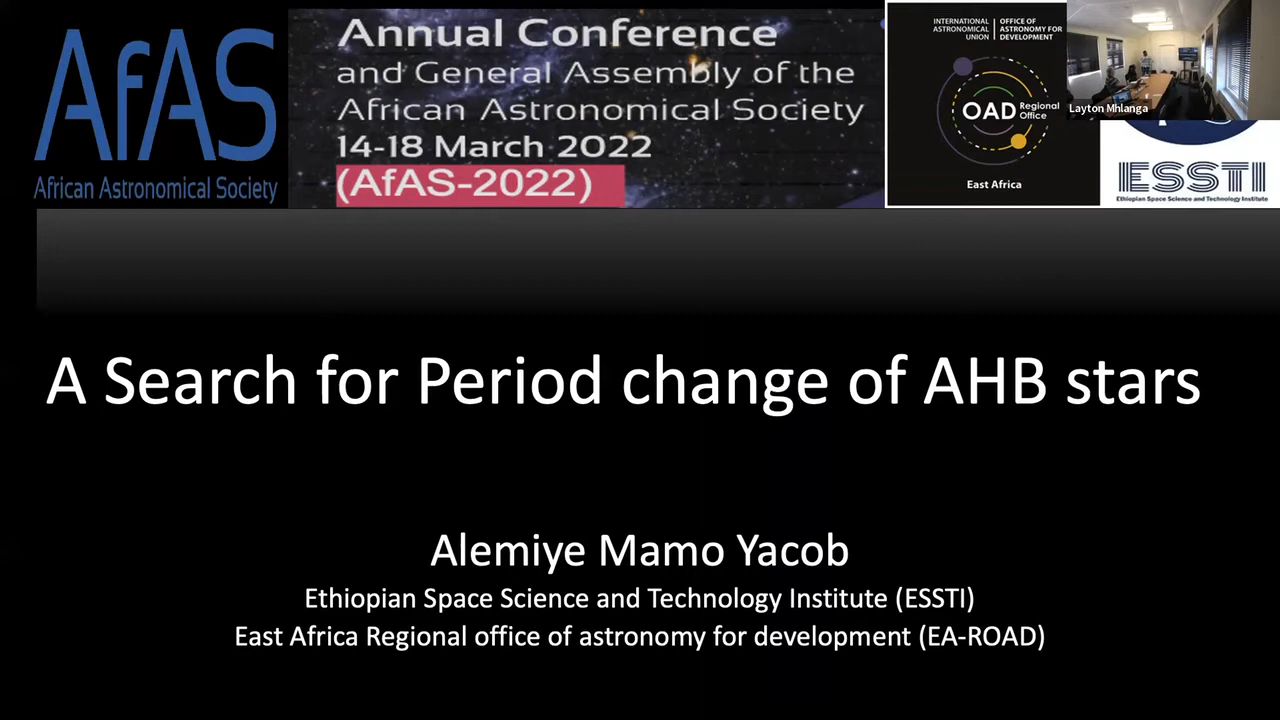 AfAS
African Astronomical Society
Annual Conference
and General Assembly of the
African Astronomical Society
14-18 March 2022
(AfAS-2022)
INTERNATIONAL
ASTRONOMICAL
UNION
OFFICE OF
ASTRONOMY FOR
DEVELOPMENT
OAD Regional
Office
East Africa
Layton Mhlanga
ESSTI
Ethiopian Space Science and Technology Institute
A Search for Period change of AHB stars
Alemiye Mamo Yacob
Ethiopian Space Science and Technology Institute (ESSTI)
East Africa Regional office of astronomy for development (EA-ROAD)